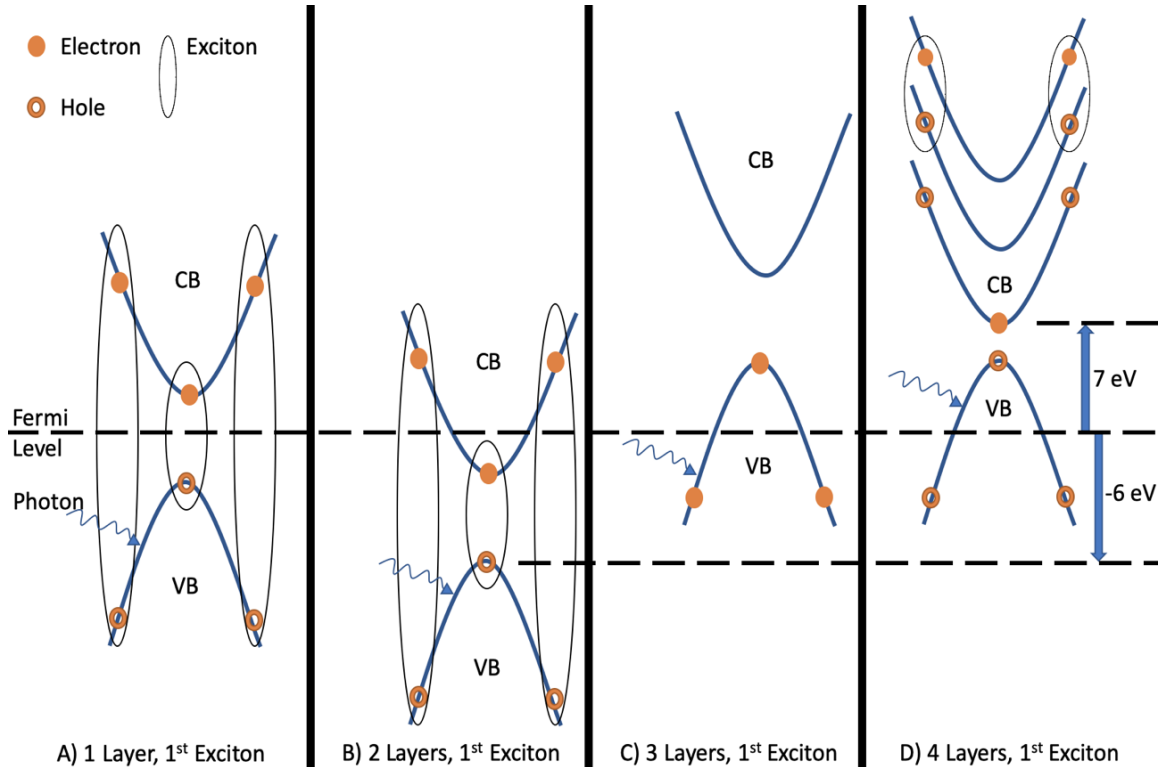 Electron
Exciton
Hole
CB
VB
Fermi
Level
Photon
A) 1 Layer, 1st Exciton
CB
VB
B) 2 Layers, 1st Exciton
CB
VB
C) 3 Layers, 1st Exciton
CB
VB
7 eV
-6 eV
D) 4 Layers, 1st Exciton